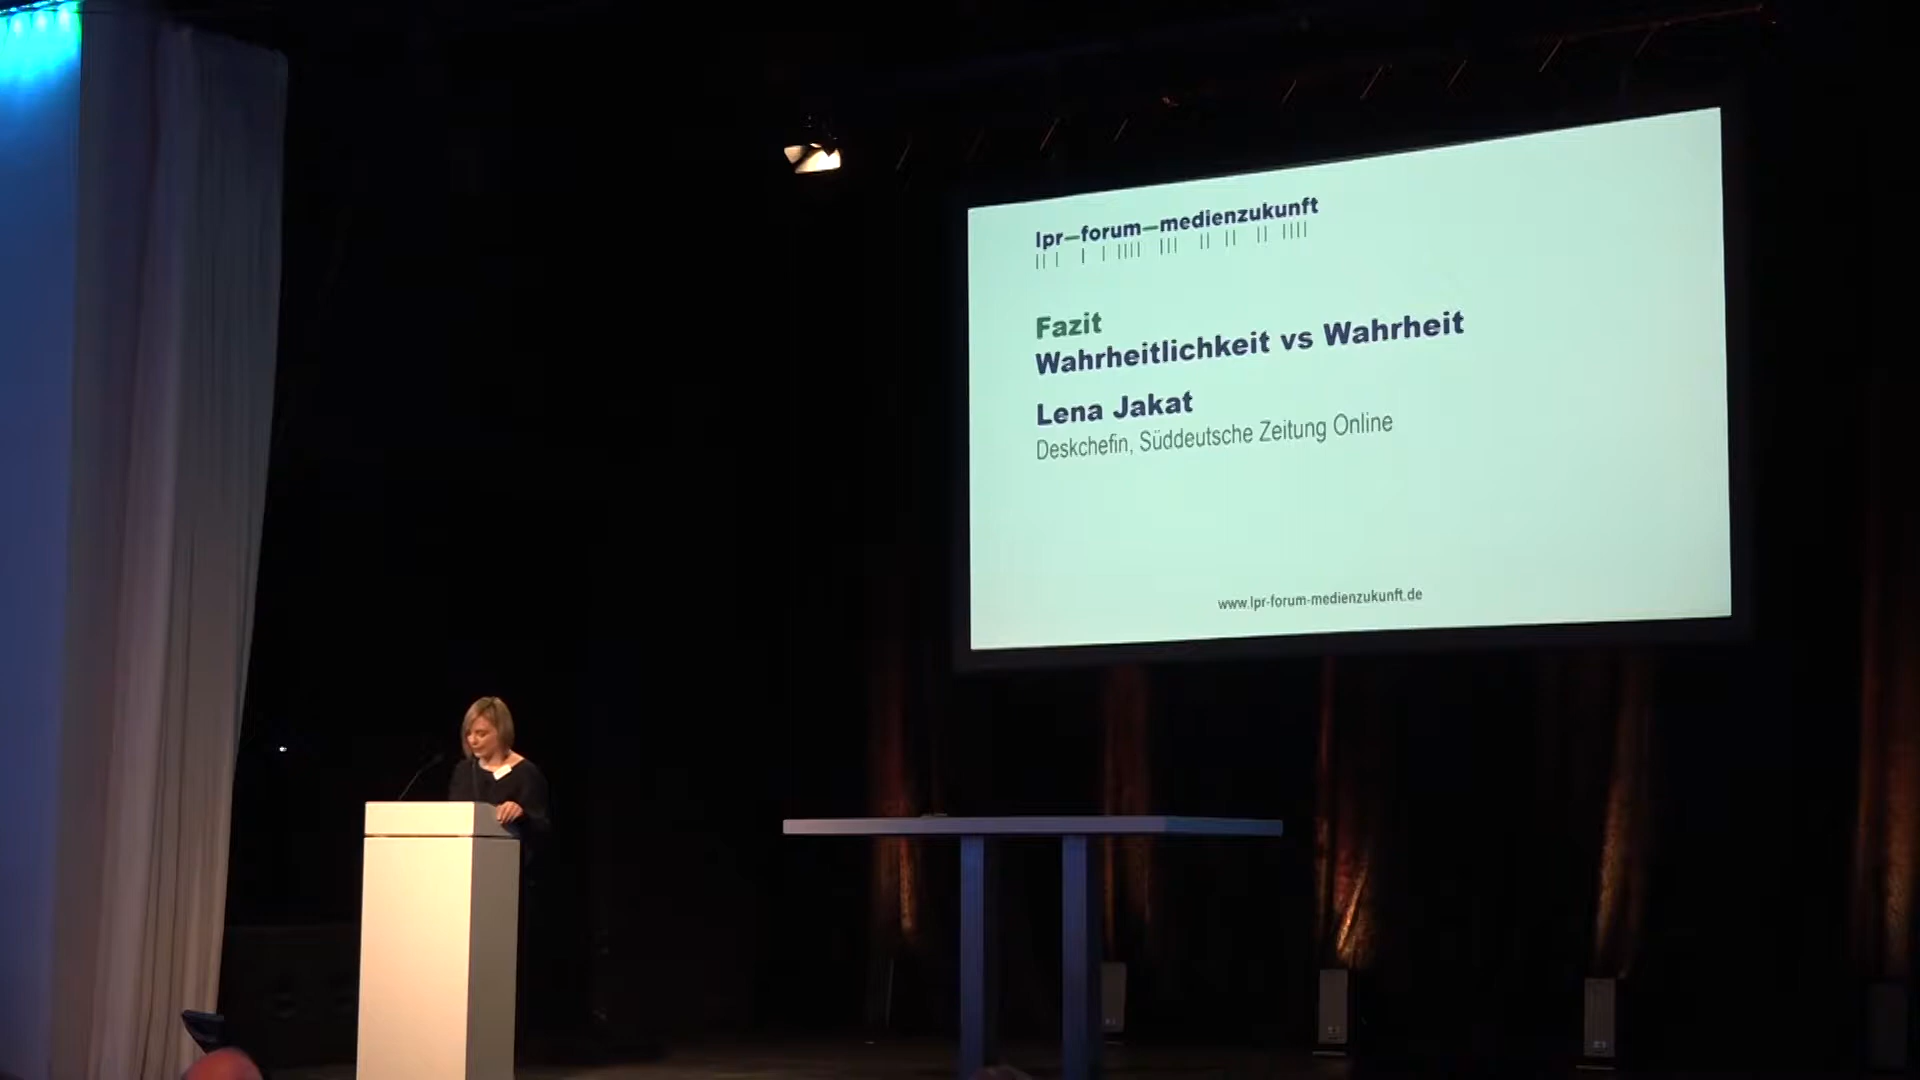 lpr—forum—medienzukunft
Fazit
Wahrheitlichkeit vs Wahrheit
Lena Jakat
Deskchefin, Süddeutsche Zeitung Online
www.lpr-forum-medienzukunft.de